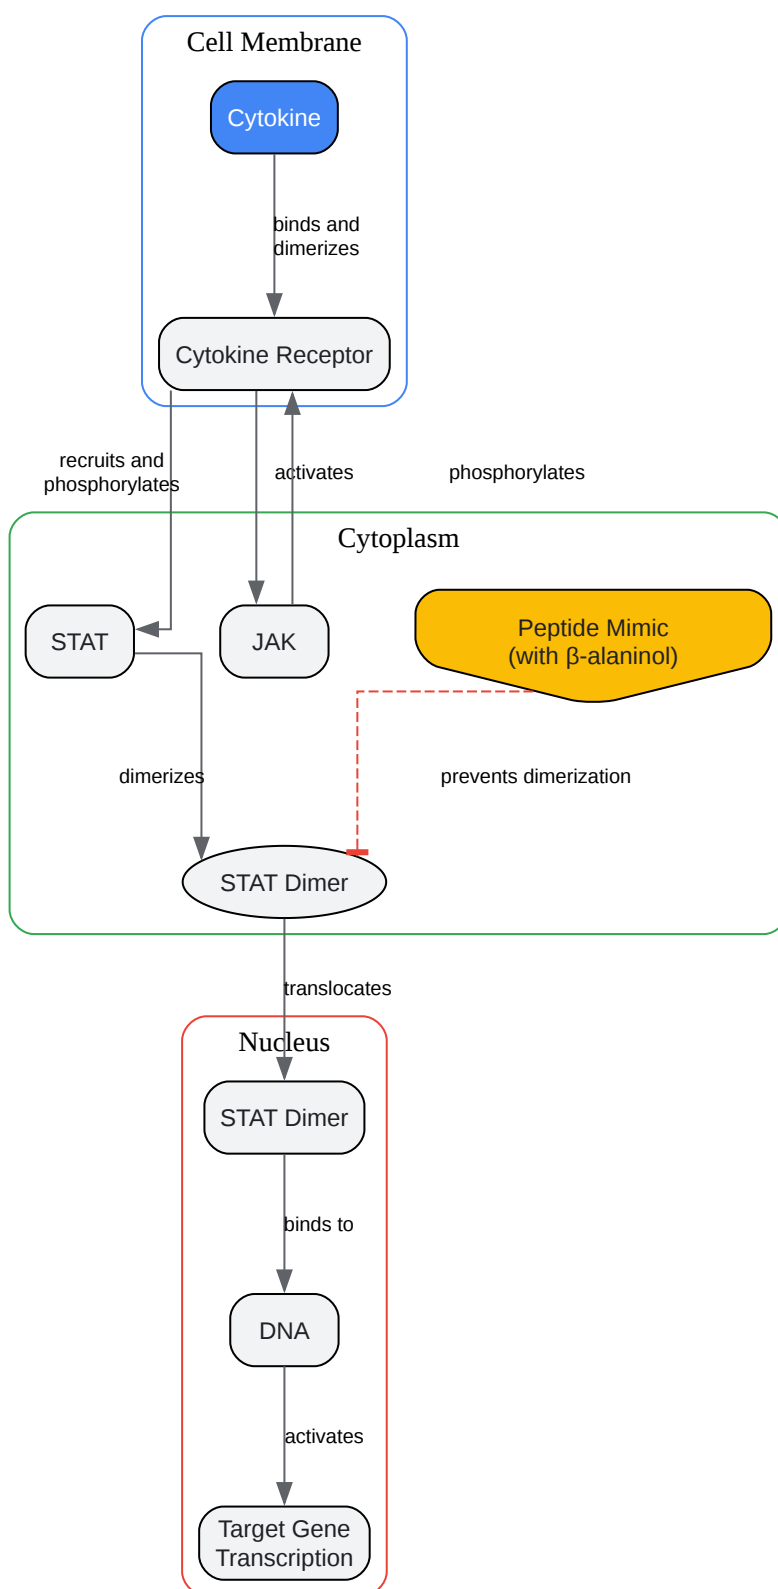 Cell Membrane
Cytokine
binds and
dimerizes
Cytokine Receptor
recruits and
phosphorylates
activates
phosphorylates
Cytoplasm
STAT
JAK
Peptide Mimic
(with β-alaninol)
dimerizes
prevents dimerization
STAT Dimer
translocates
Nucleus
STAT Dimer
binds to
DNA
activates
Target Gene
Transcription